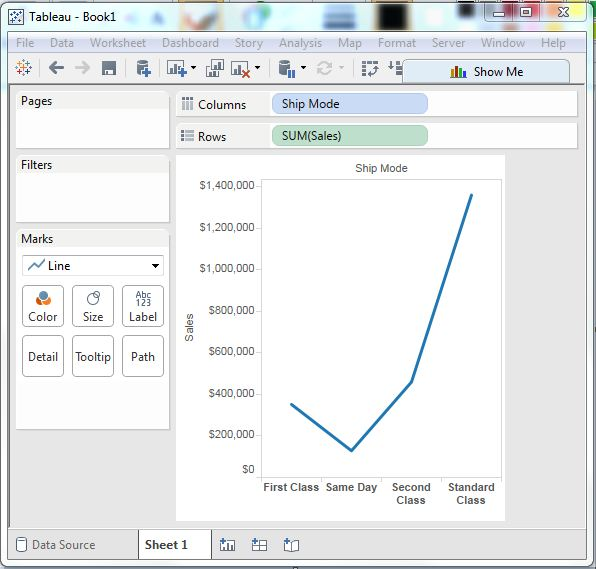 Tableau - Book1
File Data Worksheet Dashboard Story Analysis Map Format Server Window Help
Show Me
Pages
Columns Ship Mode
Rows SUM(Sales)
Filters
Marks
Line
Color Size Abc 123 Label
Detail Tooltip Path
Ship Mode
Sales
$1,400,000
$1,200,000
$1,000,000
$800,000
$600,000
$400,000
$200,000
$0
First Class Same Day Second Class Standard Class
Data Source Sheet 1